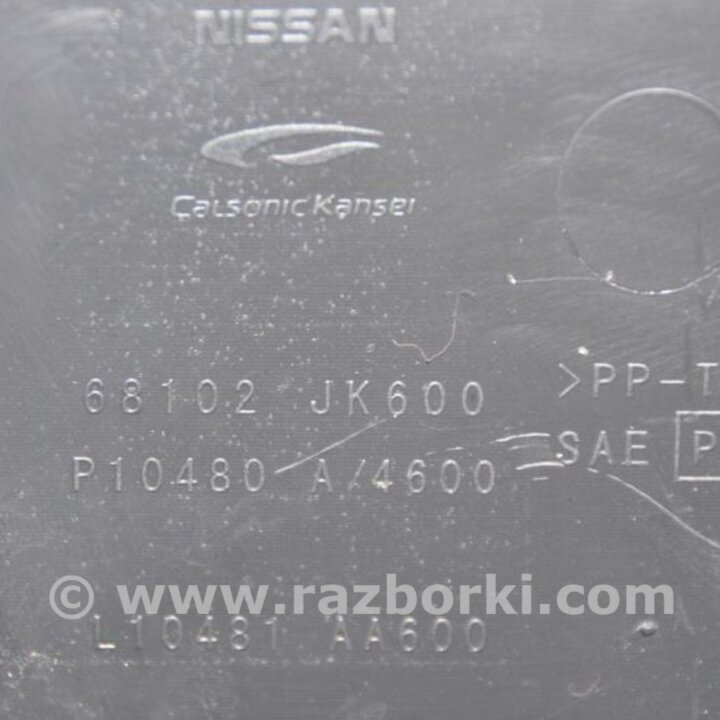 NISSAN
CalsonicKansei
68102 JK600
>PP-T
P10480 A/4600
SAE P
© www.razborki.com
L10481 AA600